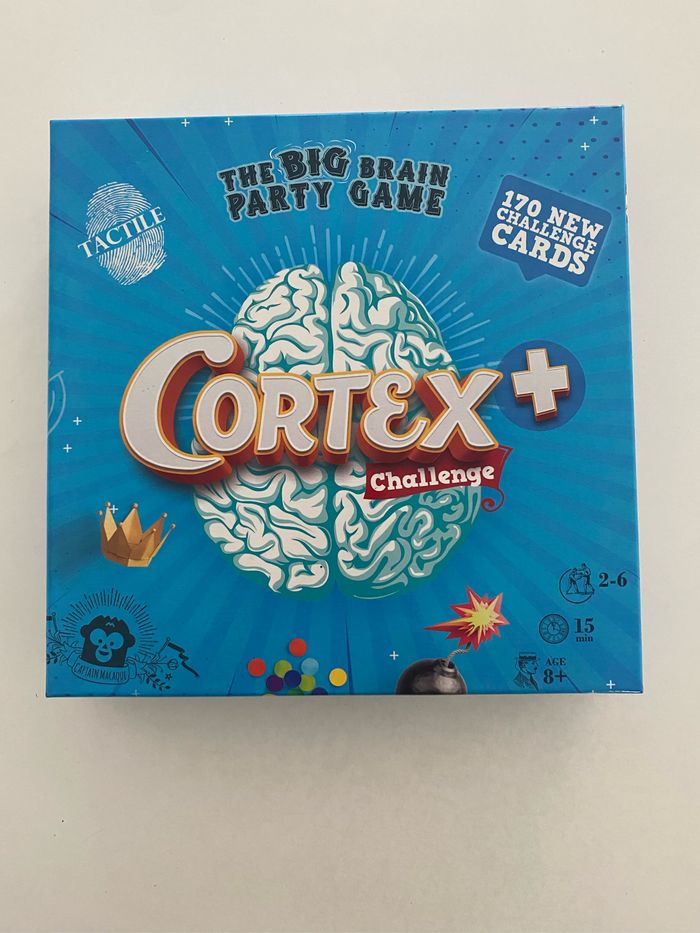 THE BIG BRAIN
PARTY GAME
TACTILE
170 NEW
CHALLENGE
CARDS
CORTEX+
Challenge
2-6
15
min
AGE
8+
CAPTAIN MACAQUE